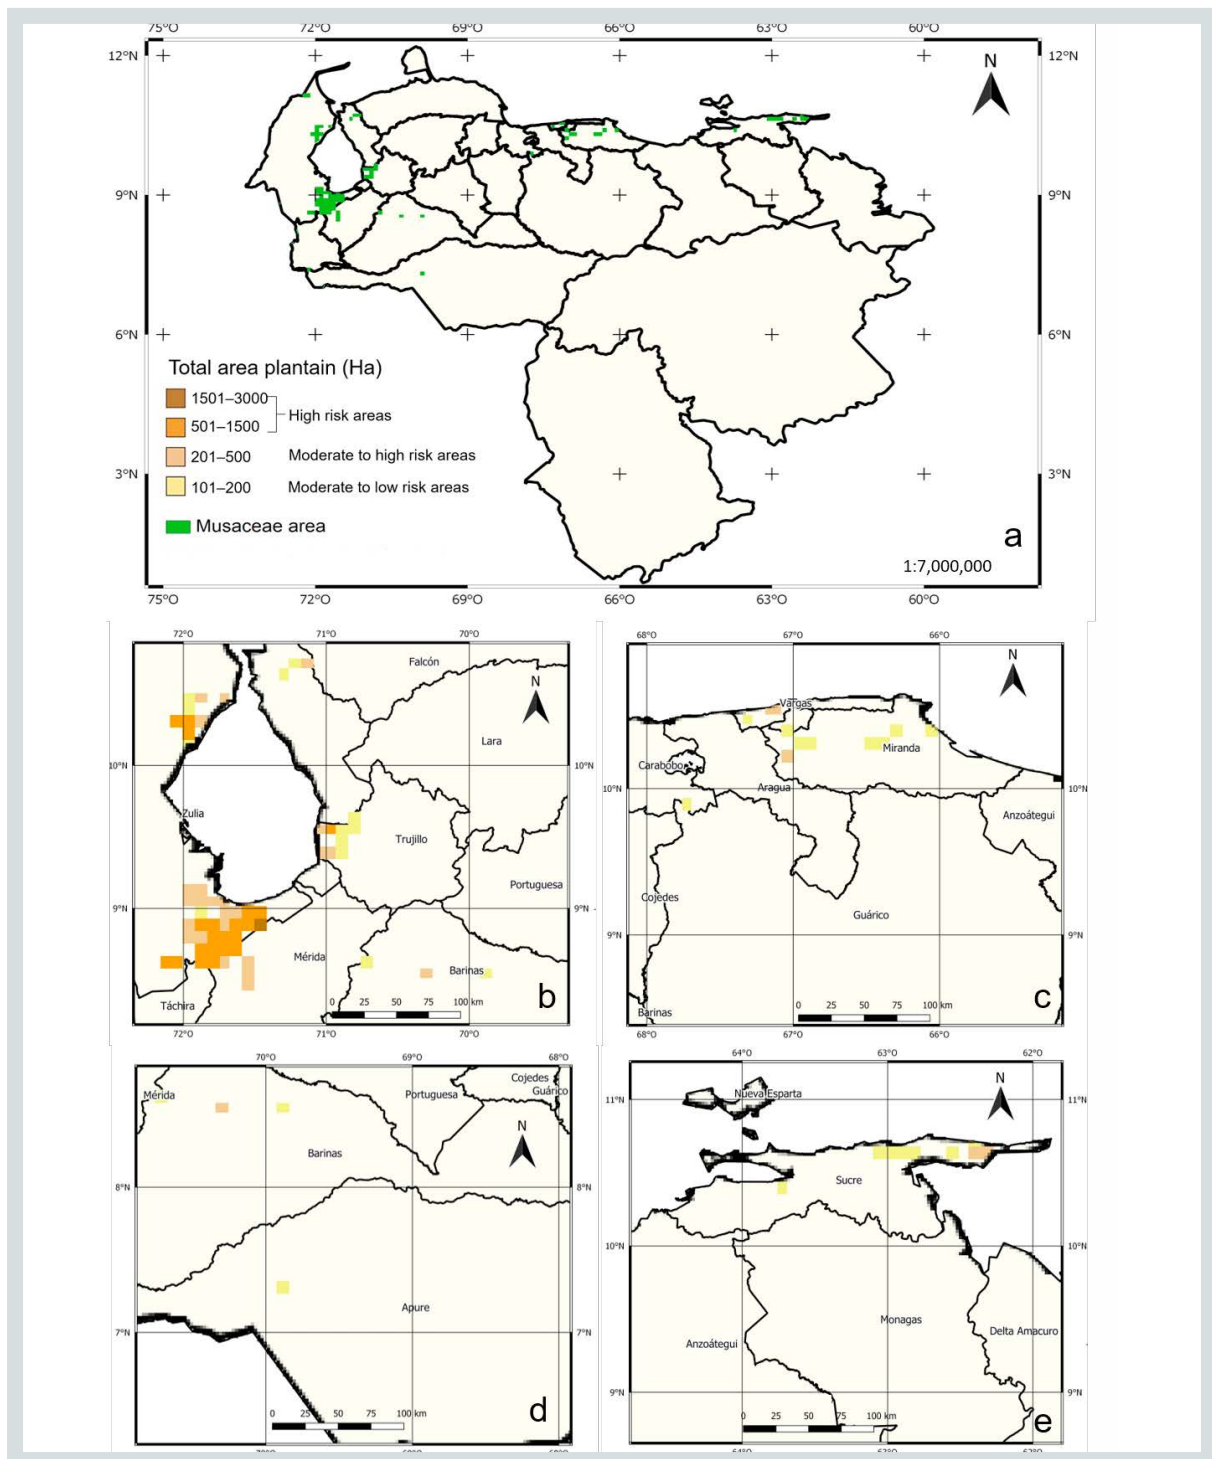 75°O 72°O 69°O 66°O 63°O 60°O
12°N 12°N
N
9°N 9°N
6°N 6°N
Total area plantain (Ha)
1501–3000
High risk areas
501–1500
201–500 Moderate to high risk areas
3°N 3°N
101–200 Moderate to low risk areas
Musaceae area
a
1:7,000,000
75°O 72°O 69°O 66°O 63°O 60°O
72°O 71°O 70°O
Falcón
N
Lara
10°N 10°N
Zulia
Trujillo
Portuguesa
9°N 9°N
Mérida
Barinas
b
Táchira
0 25 50 75 100 km
72°O 71°O 70°O
68°O 67°O 66°O
N
Vargas
Miranda
Carabobo
Aragua
10°N 10°N
Anzoátegui
Cojedes
Guárico
9°N 9°N
c
Barinas
0 25 50 75 100 km
68°O 67°O 66°O
70°O 69°O 68°O
Cojedes
Mérida Portuguesa Guárico
N
Barinas
8°N 8°N
Apure
7°N 7°N
d
0 25 50 75 100 km
70°O 69°O 68°O
64°O 63°O 62°O
N
11°N Nueva Esparta 11°N
Sucre
10°N 10°N
Monagas
Delta Amacuro
Anzoátegui
9°N 9°N
0 25 50 75 100 km
e
64°O 63°O 62°O